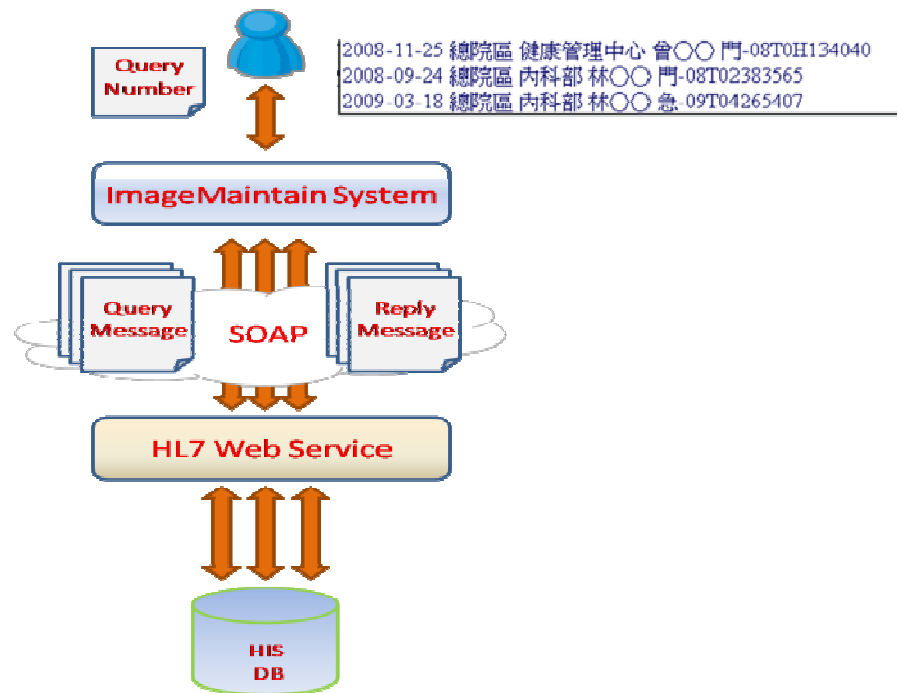 Query
Number
2008-11-25 總院區 健康管理中心 曾○○ 門-08T0H134040
2008-09-24 總院區 內科部 林○○ 門-08T02383565
2009-03-18 總院區 內科部 林○○ 急-09T04265407
ImageMaintain System
Query
Message
SOAP
Reply
Message
HL7 Web Service
HIS
DB